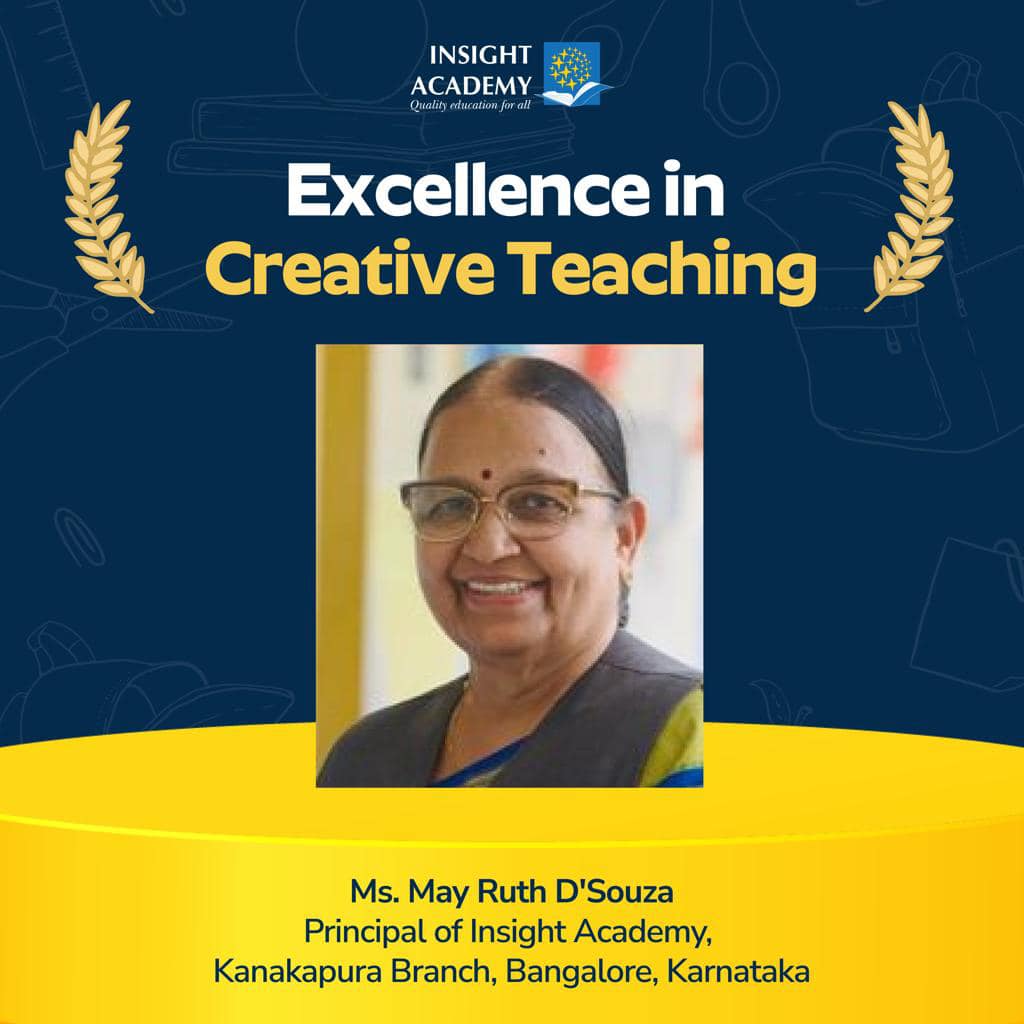 INSIGHT
ACADEMY
Quality education for all
Excellence in
Creative Teaching
Ms. May Ruth D'Souza
Principal of Insight Academy,
Kanakapura Branch, Bangalore, Karnataka